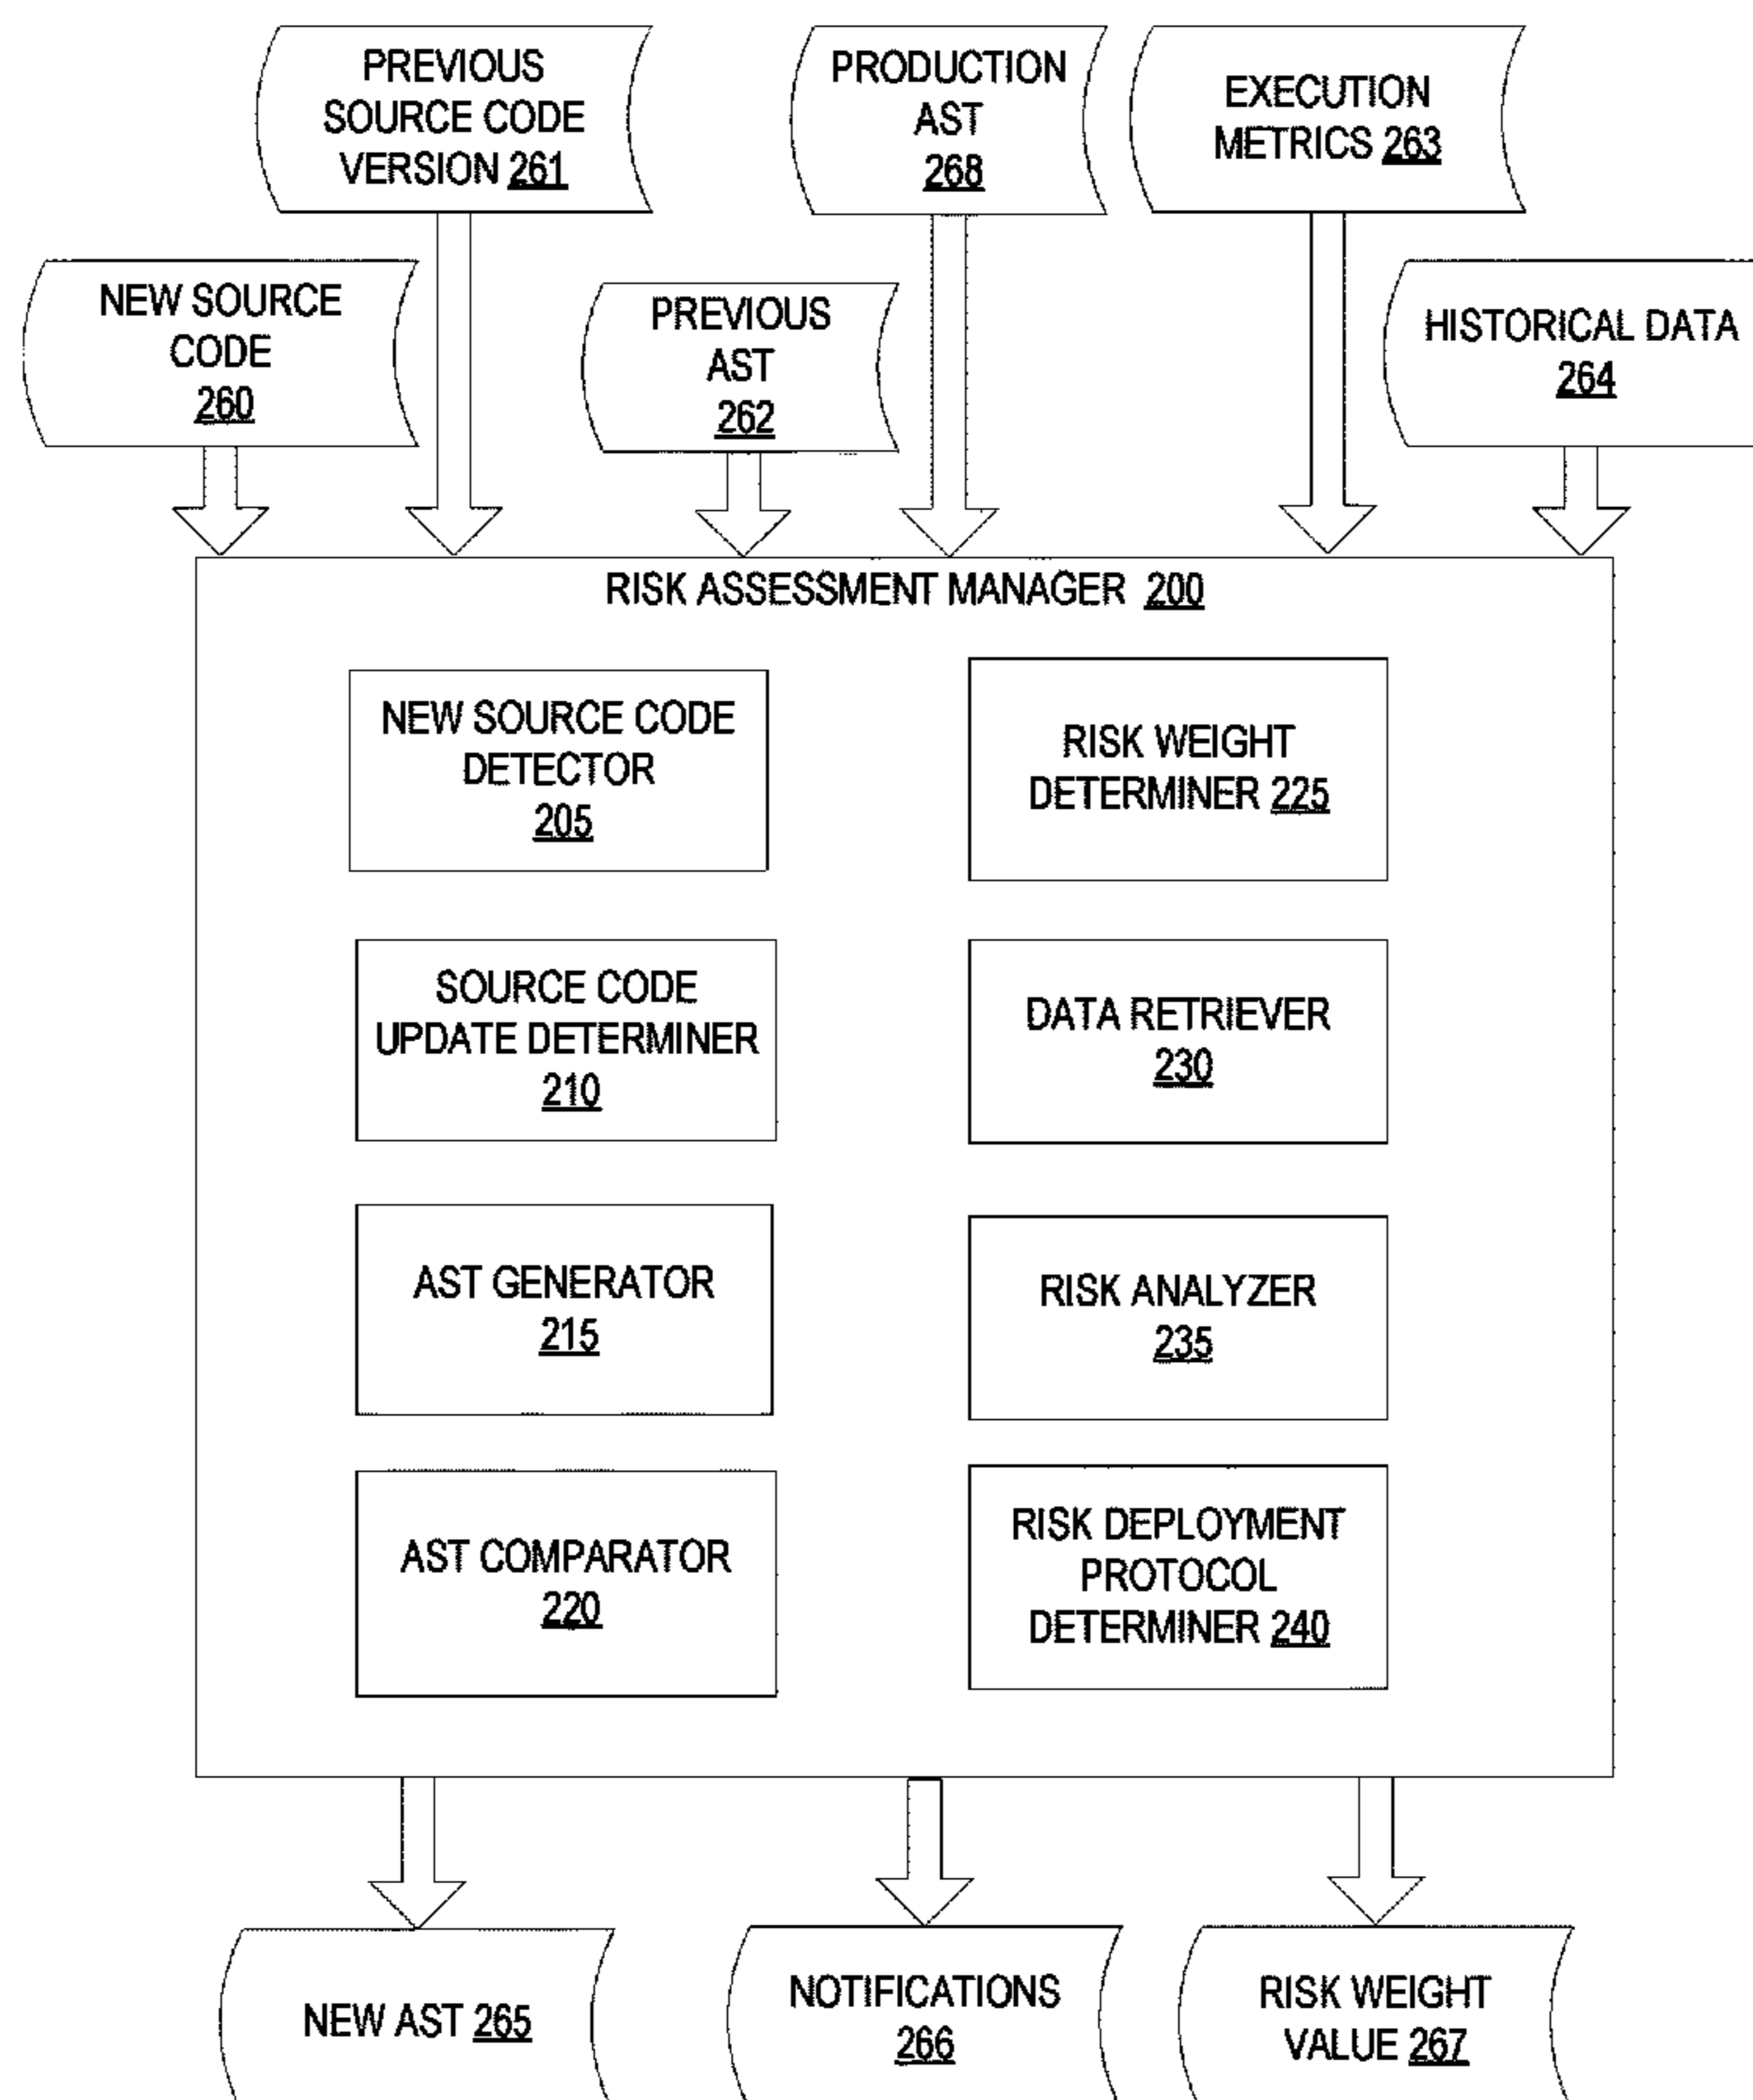 PREVIOUS
SOURCE CODE
VERSION 261
PRODUCTION
AST
268
EXECUTION
METRICS 263
NEW SOURCE
CODE
260
PREVIOUS
AST
262
HISTORICAL DATA
264
RISK ASSESSMENT MANAGER 200
NEW SOURCE CODE
DETECTOR
205
RISK WEIGHT
DETERMINER 225
SOURCE CODE
UPDATE DETERMINER
210
DATA RETRIEVER
230
AST GENERATOR
215
RISK ANALYZER
235
AST COMPARATOR
220
RISK DEPLOYMENT
PROTOCOL
DETERMINER 240
NEW AST 265
NOTIFICATIONS
266
RISK WEIGHT
VALUE 267